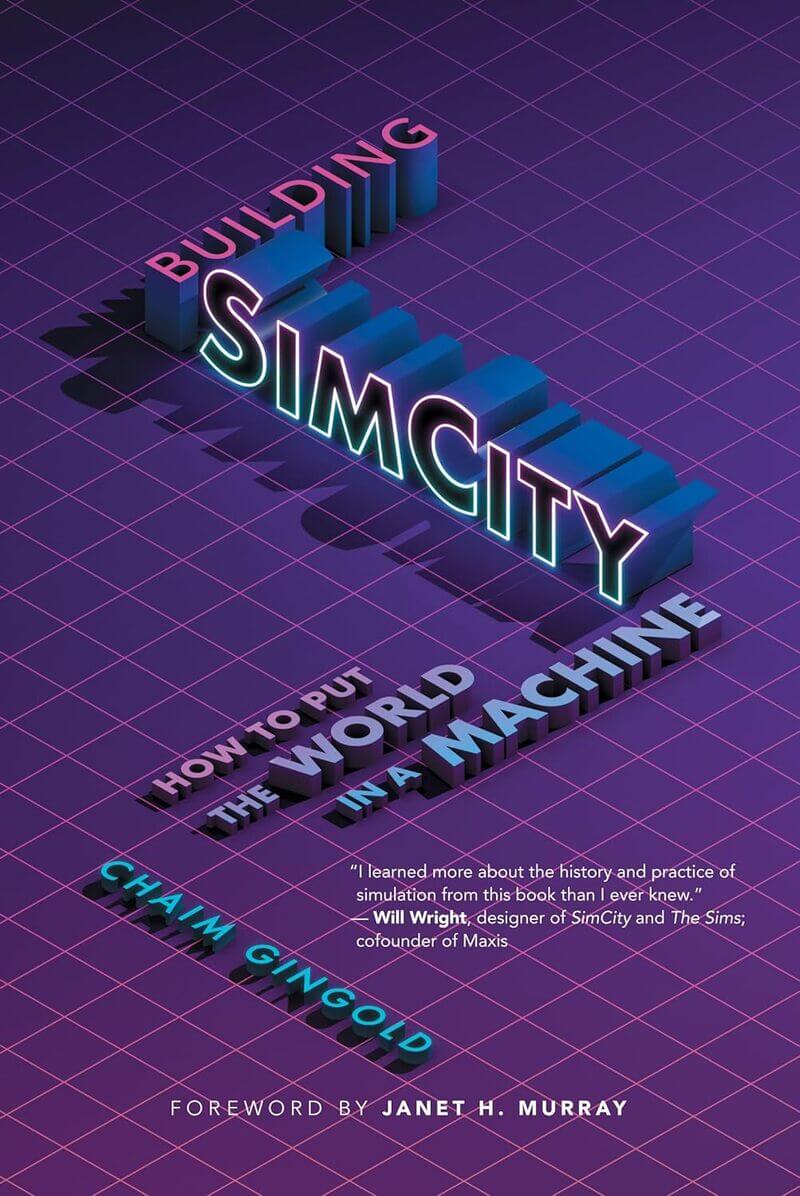 BUILDING
SIMCITY
HOW TO PUT
THE WORLD
IN A MACHINE
CHAIM GINGOLD
“I learned more about the history and practice of
simulation from this book than I ever knew.”
— Will Wright, designer of SimCity and The Sims;
cofounder of Maxis
FOREWORD BY JANET H. MURRAY